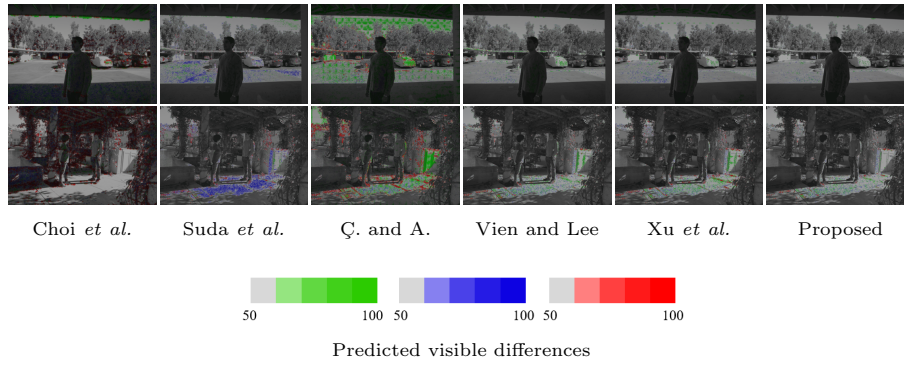 Choi et al. Suda et al. Ç. and A. Vien and Lee Xu et al. Proposed
50 100 50 100 50 100
Predicted visible differences